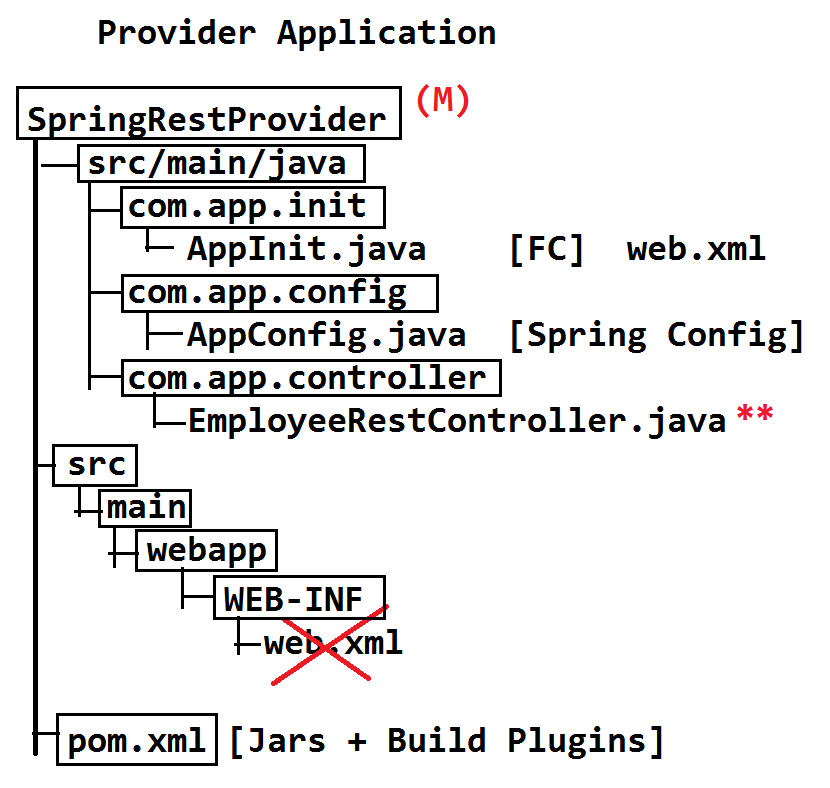 Provider Application
SpringRestProvider (M)
src/main/java
com.app.init
AppInit.java [FC] web.xml
com.app.config
AppConfig.java [Spring Config]
com.app.controller
EmployeeRestController.java **
src
main
webapp
WEB-INF
web.xml
pom.xml [Jars + Build Plugins]